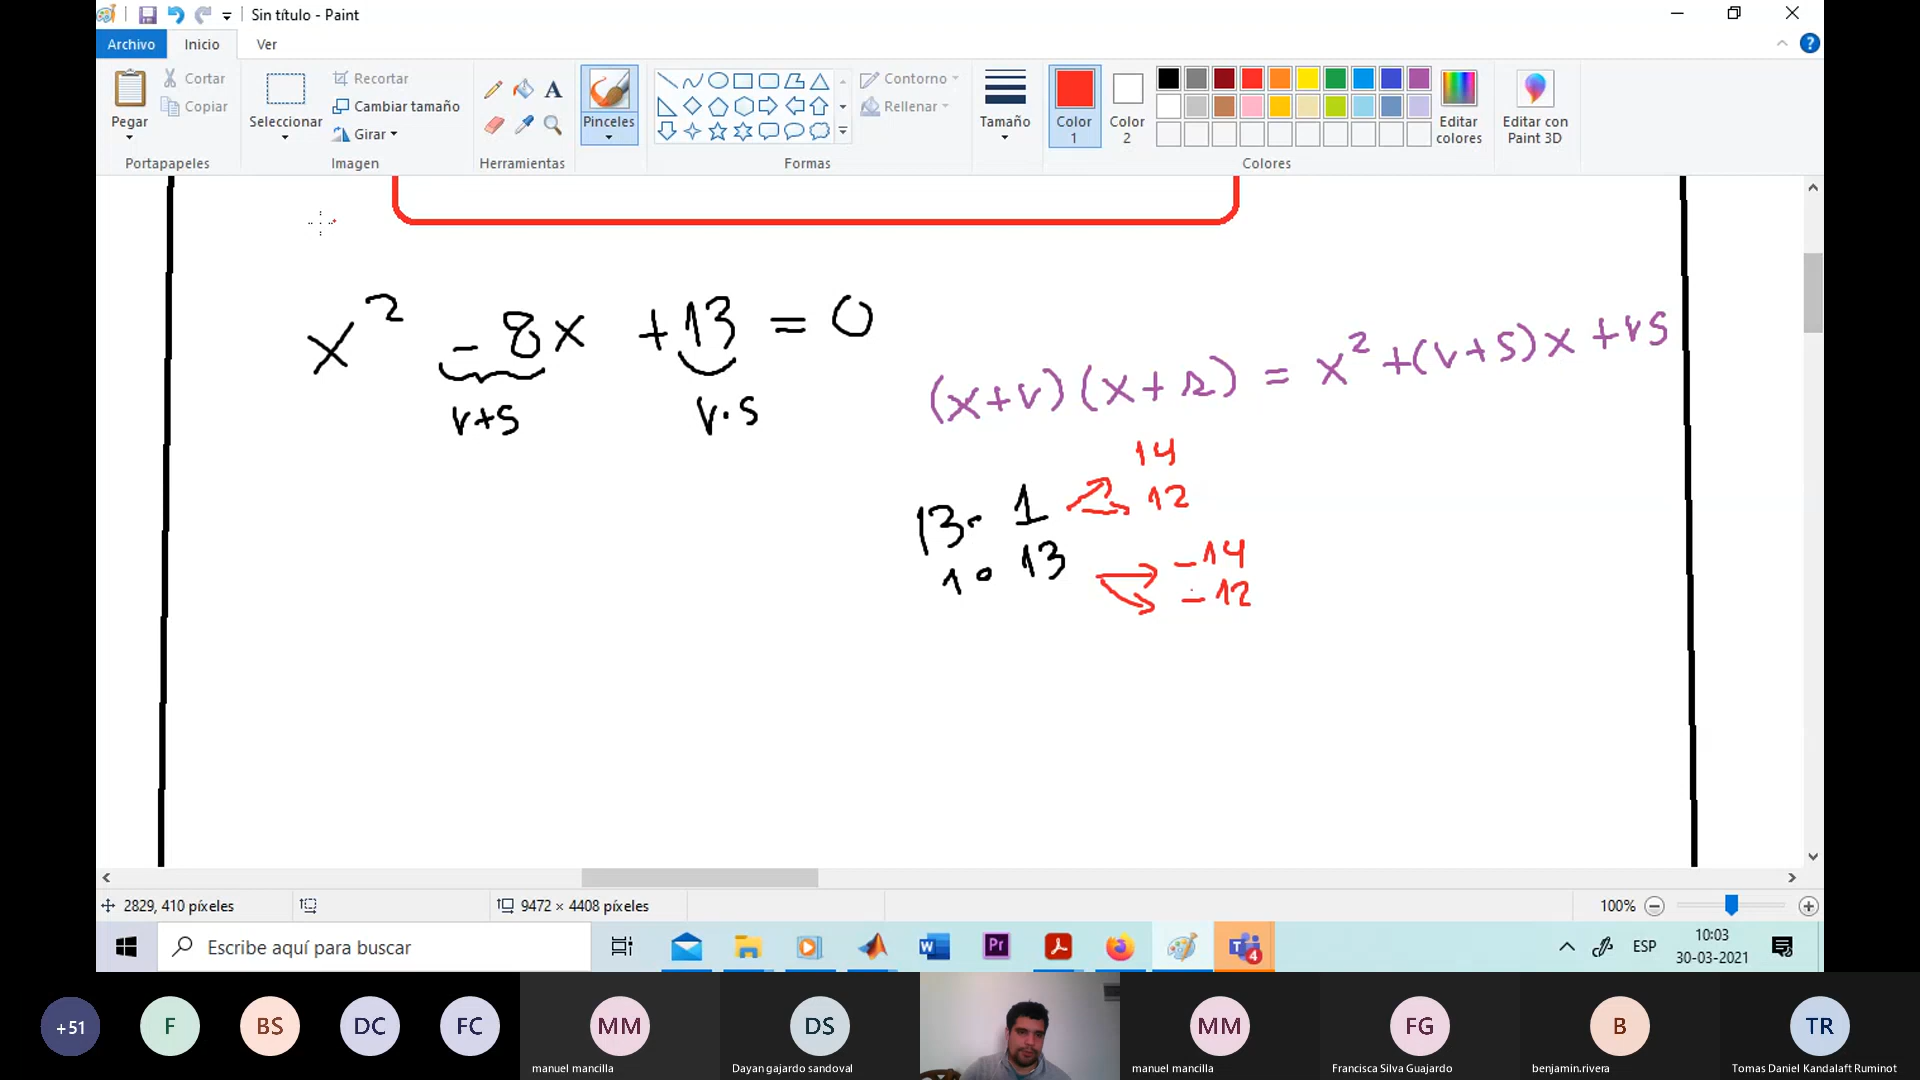 Sin título - Paint
Archivo Inicio Ver
Pegar
Cortar
Copiar
Portapapeles
Seleccionar
Recortar
Cambiar tamaño
Girar
Imagen
A
Herramientas
Pinceles
Contorno
Rellenar
Formas
Tamaño
Color 1
Color 2
Colores
Editar colores
Editar con Paint 3D
x² - 8x + 13 = 0
r+s
r·s
(x+r)(x+s) = x² +(r+s)x + rs
13· 1
14
12
1 · 13
-14
-12
2829, 410 píxeles
9472 × 4408 píxeles
100%
Escribe aquí para buscar
W
Pr
T
4
ESP
10:03
30-03-2021
+51 F BS DC FC MM DS MM FG B TR
manuel mancilla
Dayan gajardo sandoval
manuel mancilla
Francisca Silva Guajardo
benjamin.rivera
Tomas Daniel Kandalaft Ruminot